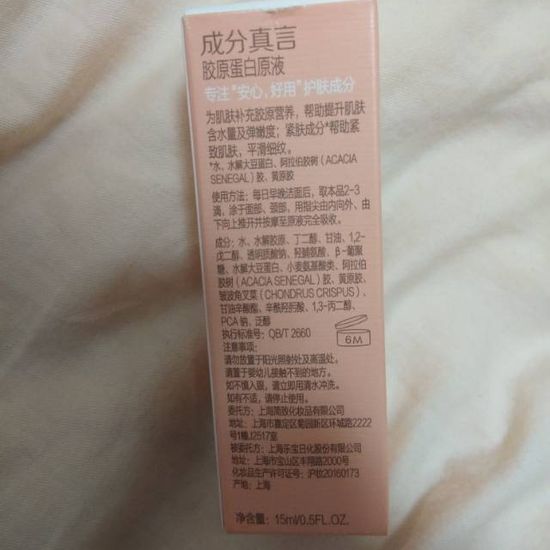 成分真言
胶原蛋白原液
专注“安心,好用”护肤成分
为肌肤补充胶原营养，帮助提升肌肤
含水量及弹嫩度；紧肤成分*帮助紧
致肌肤，平滑细纹。
*水、水解大豆蛋白、阿拉伯胶树（ACACIA
SENEGAL）胶、黄原胶
使用方法：每日早晚洁面后，取本品2-3
滴，涂于面部、颈部，用指尖由内向外、由
下向上推开并按摩至原液完全吸收。
成分：水、水解胶原、丁二醇、甘油、1,2-
戊二醇、透明质酸钠、羟脯氨酸、β-葡聚
糖、水解大豆蛋白、小麦氨基酸类、阿拉伯
胶树（ACACIA SENEGAL）胶、黄原胶、
皱波角叉菜（CHONDRUS CRISPUS）、
甘油辛酸酯、辛酰羟肟酸、1,3-丙二醇、
PCA 钠、泛醇
执行标准号：QB/T 2660
6M
注意事项：
请勿放置于阳光照射处及高温处。
请置于婴幼儿接触不到的地方。
如不慎入眼，请立即用清水冲洗。
如有不适，请停止使用。
委托方：上海简致化妆品有限公司
地址：上海市嘉定区菊园新区环城路2222
号1幢J2517室
被委托方：上海乐宝日化股份有限公司
地址：上海市宝山区丰翔路2000号
化妆品生产许可证号：沪妆20160173
产地：上海
净含量：15ml/0.5FL.OZ.